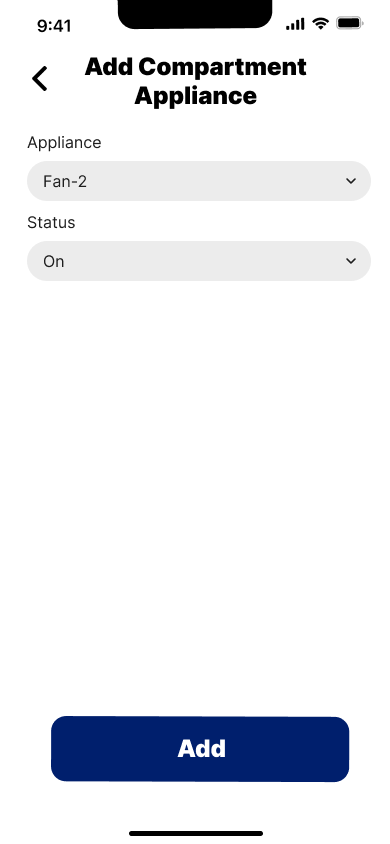 9:41
Add Compartment
Appliance
Appliance
Fan-2
Status
On
Add